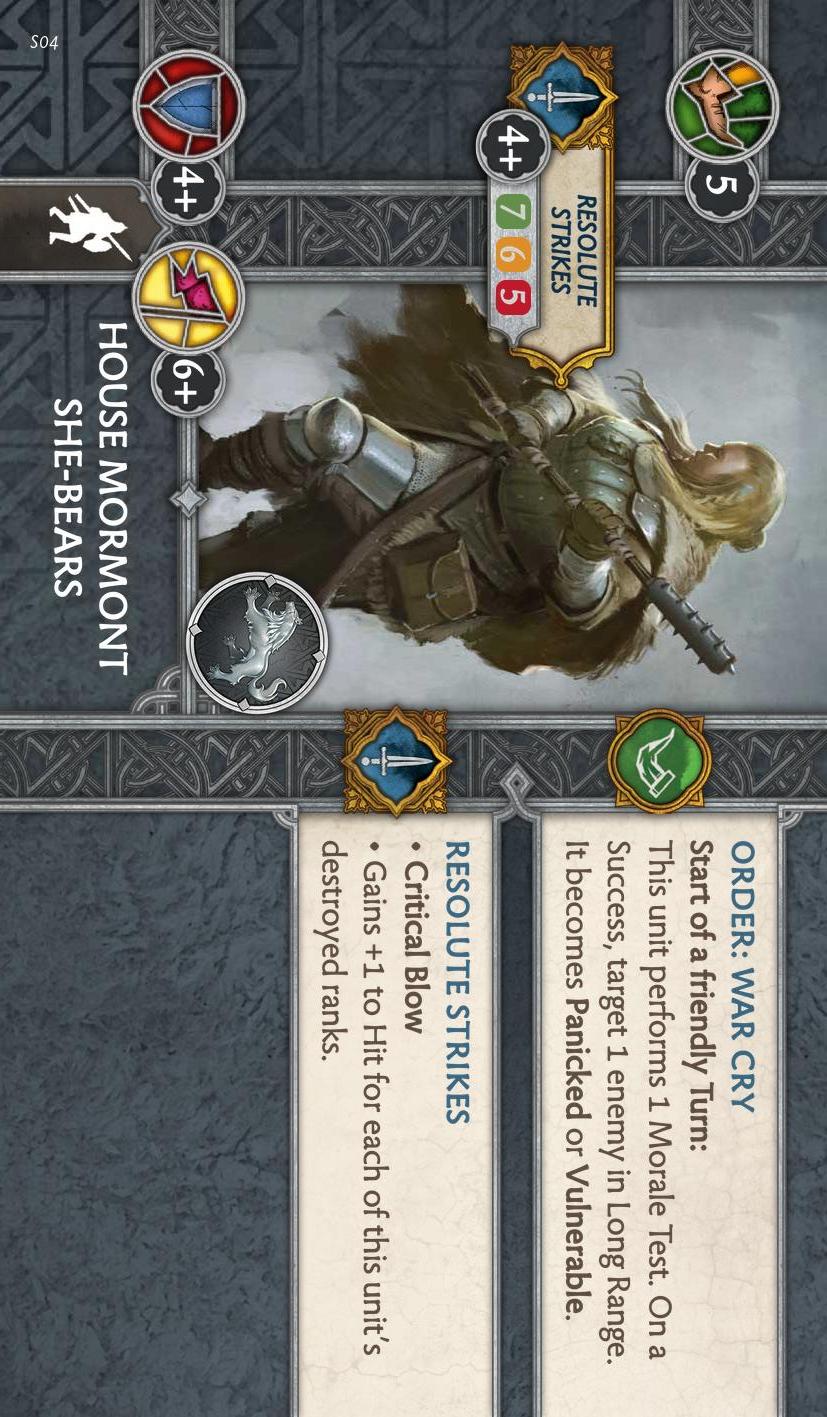 5
RESOLUTE
STRIKES
4+
7 6 5
4+
6+
HOUSE MORMONT
SHE-BEARS
S04
ORDER: WAR CRY
Start of a friendly Turn:
This unit performs 1 Morale Test. On a
Success, target 1 enemy in Long Range.
It becomes Panicked or Vulnerable.
RESOLUTE STRIKES
• Critical Blow
• Gains +1 to Hit for each of this unit's
destroyed ranks.